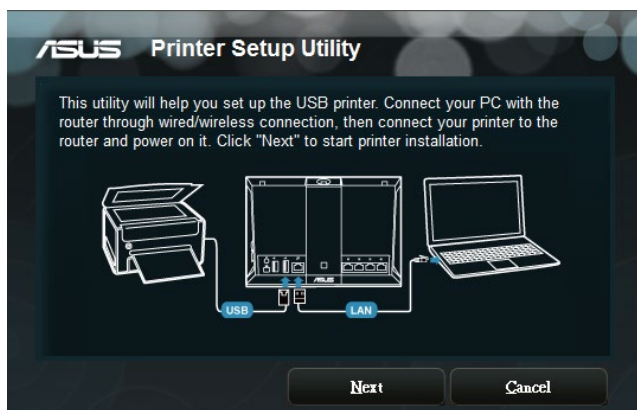 ASUS Printer Setup Utility
This utility will help you set up the USB printer. Connect your PC with the
router through wired/wireless connection, then connect your printer to the
router and power on it. Click "Next" to start printer installation.
ASUS
USB LAN
Next Cancel